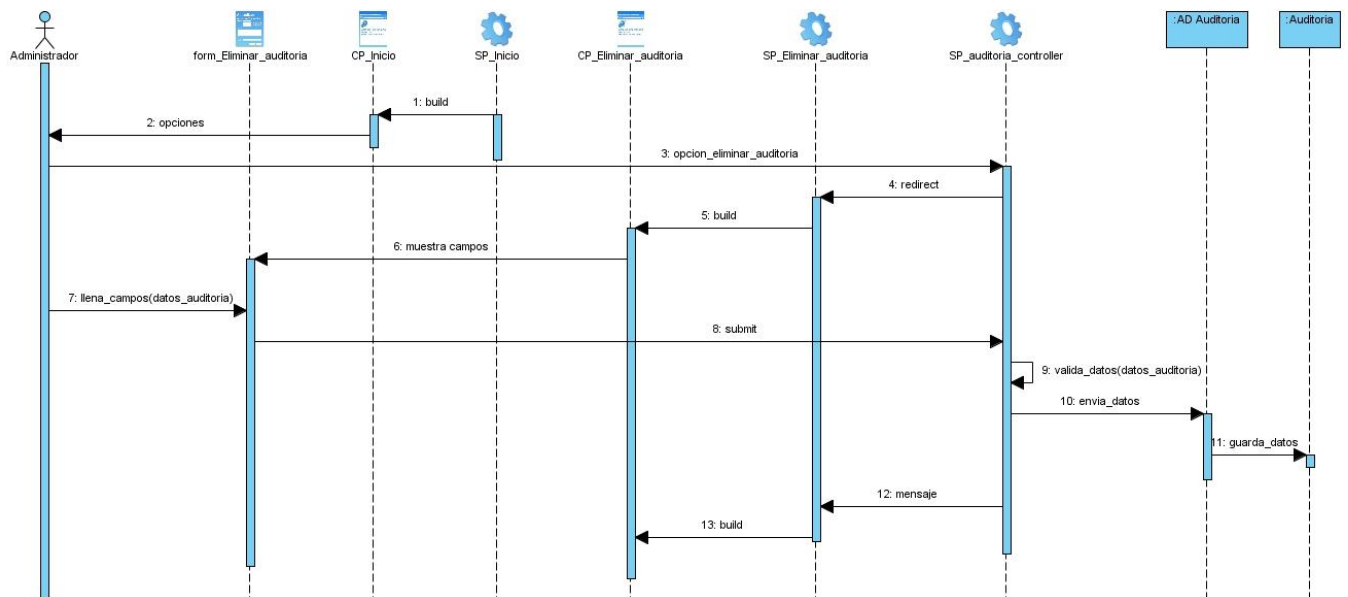 :AD Auditoria
:Auditoria
Administrador
form_Eliminar_auditoria
CP_Inicio
SP_Inicio
CP_Eliminar_auditoria
SP_Eliminar_auditoria
SP_auditoria_controller
1: build
2: opciones
3: opcion_eliminar_auditoria
4: redirect
5: build
6: muestra campos
7: llena_campos(datos_auditoria)
8: submit
9: valida_datos(datos_auditoria)
10: envia_datos
11: guarda_datos
12: mensaje
13: build